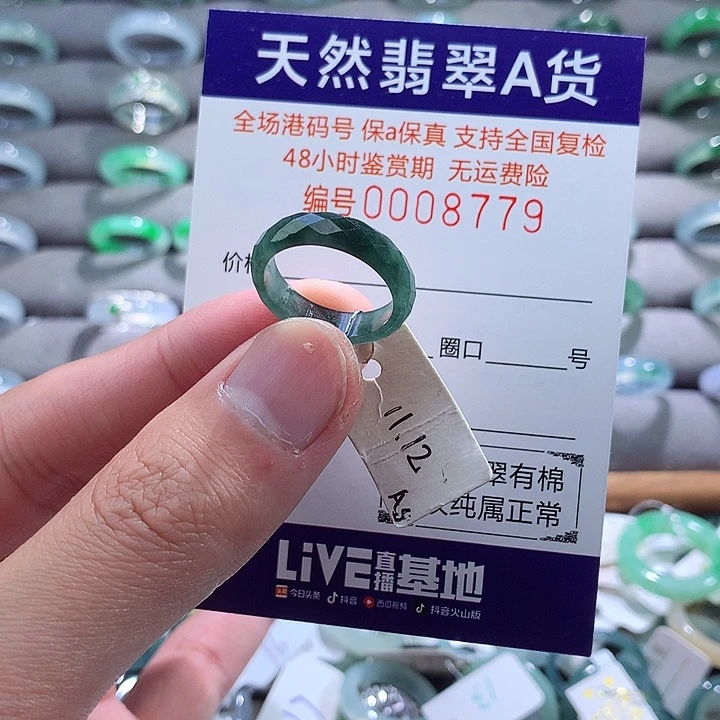 天然翡翠A货
全场港码号 保a保真 支持全国复检
48小时鉴赏期 无运费险
编号0008779
价
圈口 号
11.12
翠有棉
纯属正常
LiVE直播基地
今日头条 抖音 西瓜视频 抖音火山版